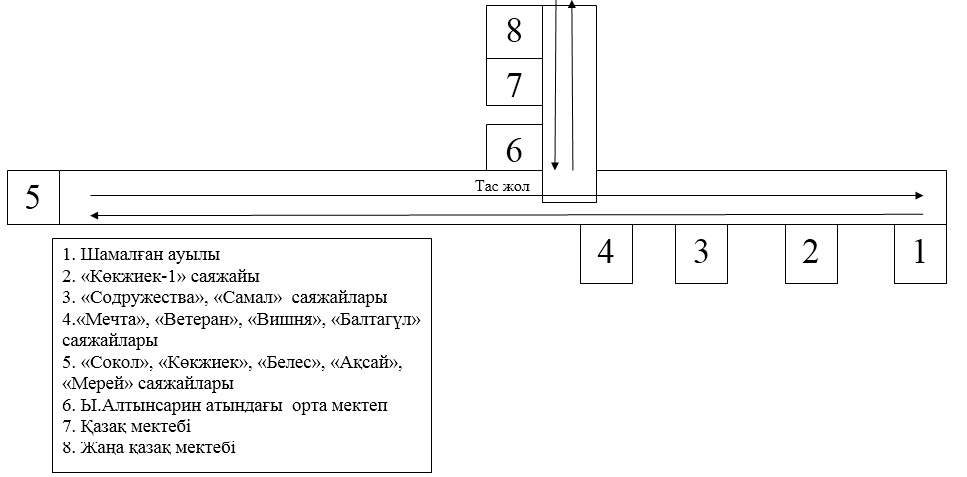 8
7
6
Тас жол
5
4
3
2
1
1. Шамалған ауылы
2. «Көкжиек-1» саяжайы
3. «Содружества», «Самал» саяжайлары
4.«Мечта», «Ветеран», «Вишня», «Балтагүл»
саяжайлары
5. «Сокол», «Көкжиек», «Белес», «Ақсай»,
«Мерей» саяжайлары
6. Ы.Алтынсарин атындағы орта мектеп
7. Қазақ мектебі
8. Жаңа қазақ мектебі